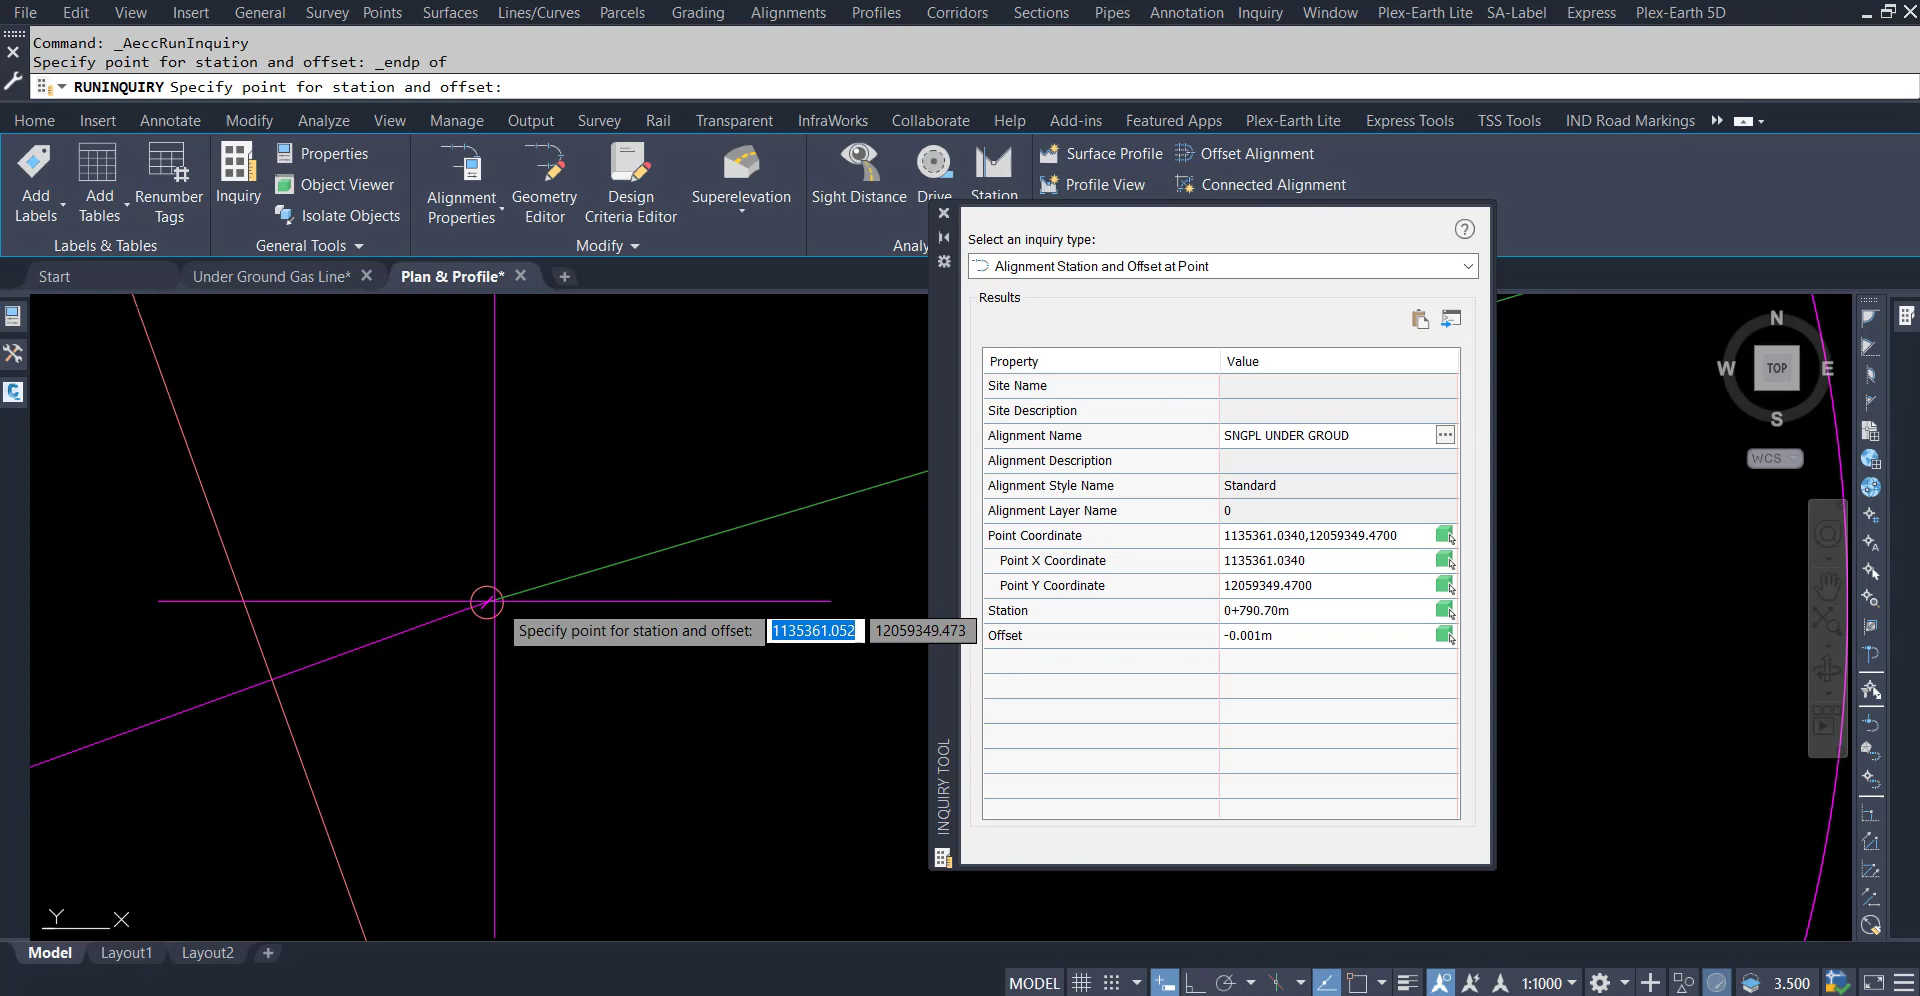 File Edit View Insert General Survey Points Surfaces Lines/Curves Parcels Grading Alignments Profiles Corridors Sections Pipes Annotation Inquiry Window Plex-Earth Lite SA-Label Express Plex-Earth 5D
Command: _AeccRunInquiry
Specify point for station and offset: _endp of
RUNINQUIRY Specify point for station and offset:
Home Insert Annotate Modify Analyze View Manage Output Survey Rail Transparent InfraWorks Collaborate Help Add-ins Featured Apps Plex-Earth Lite Express Tools TSS Tools IND Road Markings
Add Labels
Add Tables
Renumber Tags
Labels & Tables
Inquiry
Properties
Object Viewer
Isolate Objects
General Tools
Alignment Properties
Geometry Editor
Design Criteria Editor
Superelevation
Modify
Sight Distance
Drive
Station
Analy
Surface Profile
Profile View
Offset Alignment
Connected Alignment
Start
Under Ground Gas Line*
Plan & Profile*
Select an inquiry type:
Alignment Station and Offset at Point
Results
Property Value
Site Name
Site Description
Alignment Name SNGPL UNDER GROUD
Alignment Description
Alignment Style Name Standard
Alignment Layer Name 0
Point Coordinate 1135361.0340,12059349.4700
Point X Coordinate 1135361.0340
Point Y Coordinate 12059349.4700
Station 0+790.70m
Offset -0.001m
INQUIRY TOOL
Specify point for station and offset: 1135361.052 12059349.473
N
W TOP E
S
WCS
Y X
Model Layout1 Layout2
MODEL 1:1000 3.500